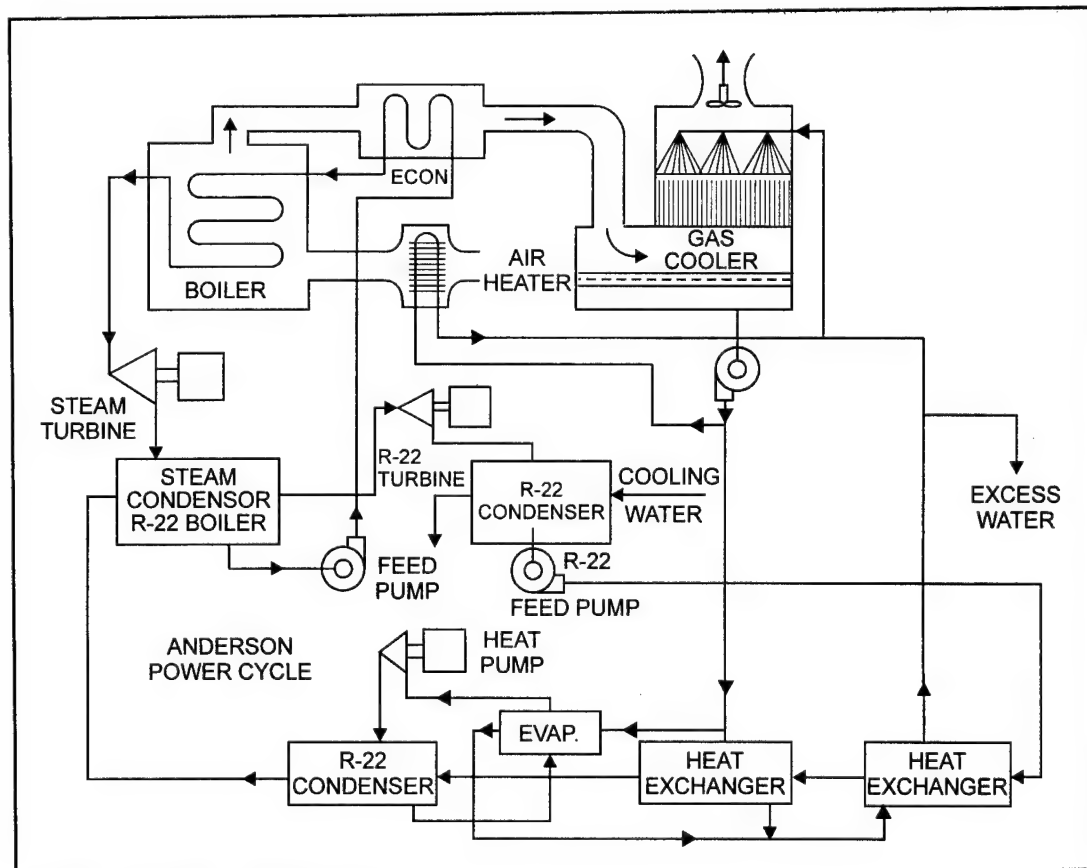 ECON
GAS
COOLER
AIR
HEATER
BOILER
STEAM
TURBINE
R-22
TURBINE
STEAM
CONDENSOR
R-22 BOILER
R-22
CONDENSER
COOLING
WATER
EXCESS
WATER
FEED
PUMP
R-22
FEED PUMP
ANDERSON
POWER CYCLE
HEAT
PUMP
EVAP.
R-22
CONDENSER
HEAT
EXCHANGER
HEAT
EXCHANGER